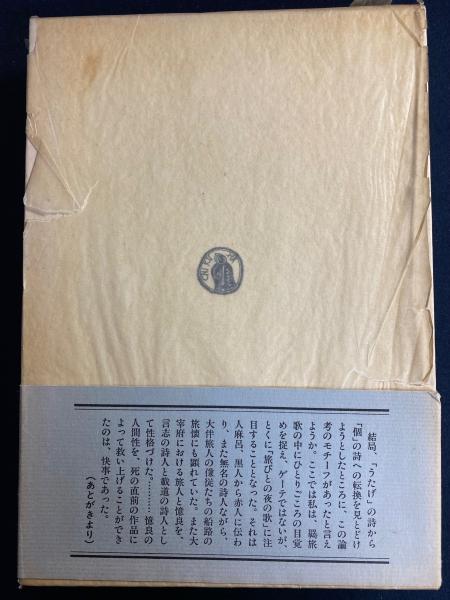 結局、「うたげ」の詩から
「個」の詩への転換を見とどけ
ようとしたところに、この論
考のモチーフがあったと言え
ようか。ここでは私は、羈旅
歌の中にひとりごころの目覚
めを捉え、ゲーテではないが、
とくに「旅びとの夜の歌」に注
目することとなった。それは
人麻呂、黒人から赤人に伝わ
り、また無名の詩人ながら、
大伴旅人の傔従たちの船路の
旅懐にも顕れていた。また大
宰府における旅人と憶良を、
言志の詩人と載道の詩人とし
て性格づけた。………憶良の
人間性を、死の直前の作品に
よって救い上げることができ
たのは、快事であった。
（あとがきより）